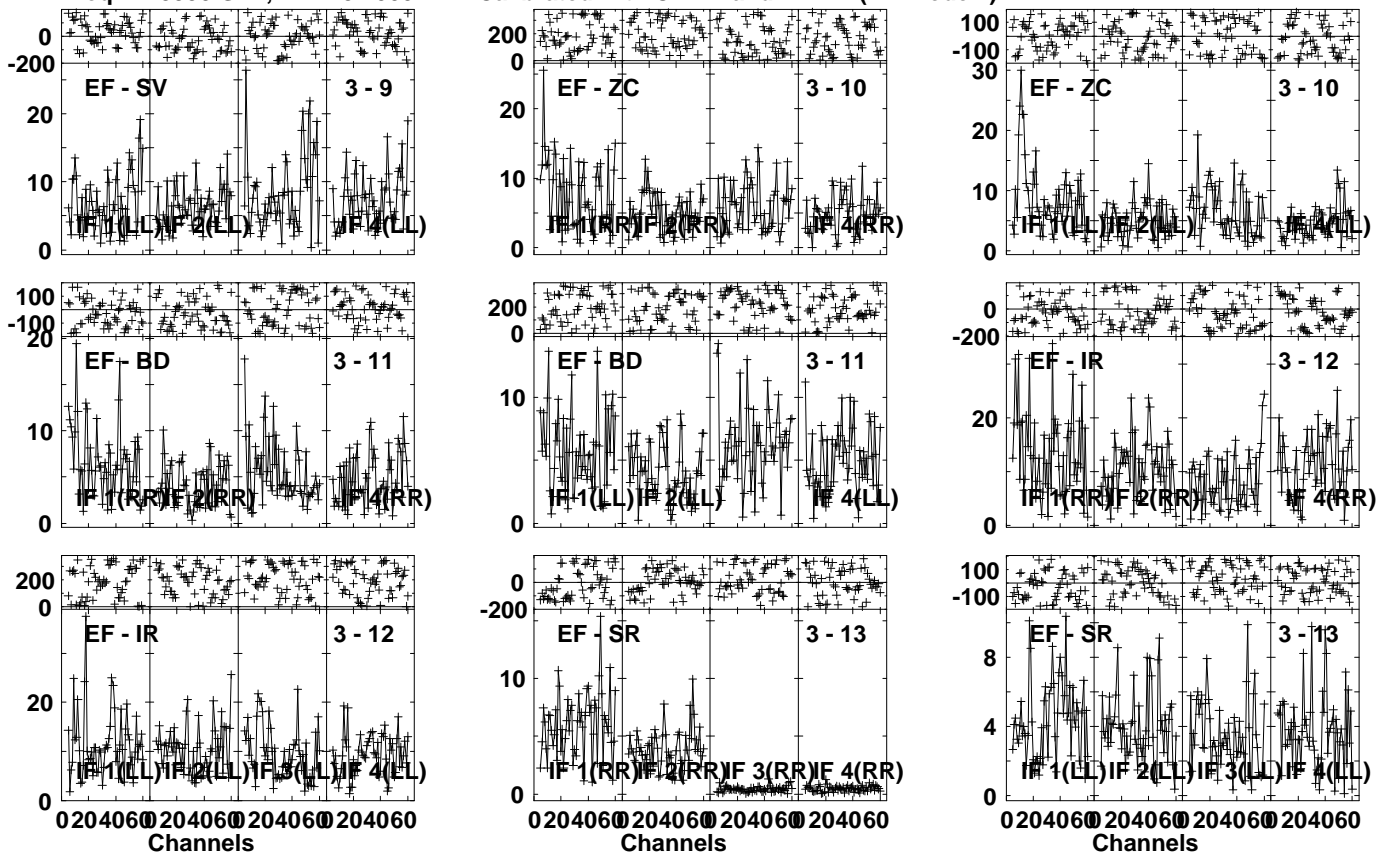 0
-200
EF - SV 3 - 9
20
10
0
IF 1(LL) IF 2(LL) IF 4(LL)
200
0
EF - ZC 3 - 10
20
10
0
IF 1(RR) IF 2(RR) IF 4(RR)
100
-100
30
EF - ZC 3 - 10
20
10
0
IF 1(LL) IF 2(LL) IF 4(LL)
100
-100
20
EF - BD 3 - 11
10
0
IF 1(RR) IF 2(RR) IF 4(RR)
200
0
EF - BD 3 - 11
10
0
IF 1(LL) IF 2(LL) IF 4(LL)
0
-200
EF - IR 3 - 12
20
0
IF 1(RR) IF 2(RR) IF 4(RR)
200
0
EF - IR 3 - 12
20
10
0
IF 1(LL) IF 2(LL) IF 3(LL) IF 4(LL)
0 20 40 60 0 20 40 60 0 20 40 60 0 20 40 60
Channels
0
-200
EF - SR 3 - 13
10
0
IF 1(RR) IF 2(RR) IF 3(RR) IF 4(RR)
0 20 40 60 0 20 40 60 0 20 40 60 0 20 40 60
Channels
100
-100
EF - SR 3 - 13
8
4
0
IF 1(LL) IF 2(LL) IF 3(LL) IF 4(LL)
0 20 40 60 0 20 40 60 0 20 40 60 0 20 40 60
Channels